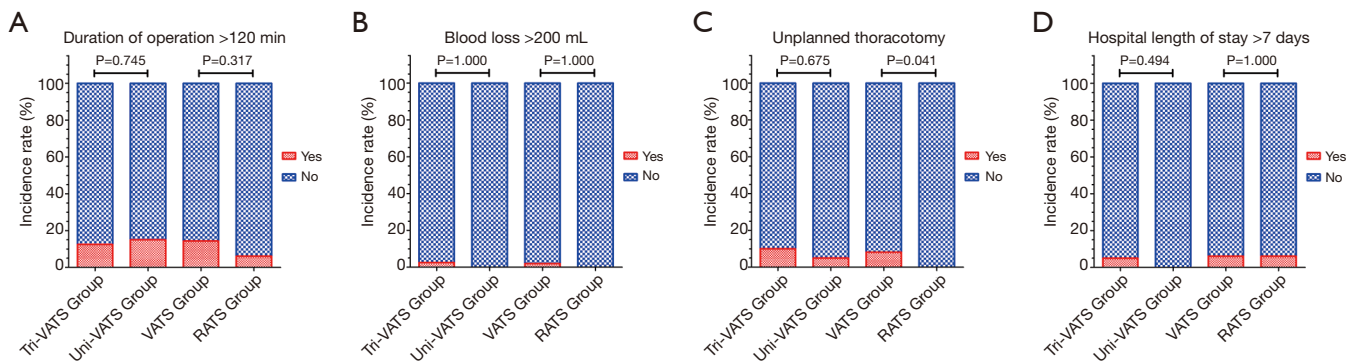 A
Duration of operation >120 min
P=0.745
P=0.317
Incidence rate (%)
100
80
60
40
20
0
Tri-VATS Group
Uni-VATS Group
VATS Group
RATS Group
Yes
No
B
Blood loss >200 mL
P=1.000
P=1.000
Incidence rate (%)
100
80
60
40
20
0
Tri-VATS Group
Uni-VATS Group
VATS Group
RATS Group
Yes
No
C
Unplanned thoracotomy
P=0.675
P=0.041
Incidence rate (%)
100
80
60
40
20
0
Tri-VATS Group
Uni-VATS Group
VATS Group
RATS Group
Yes
No
D
Hospital length of stay >7 days
P=0.494
P=1.000
Incidence rate (%)
100
80
60
40
20
0
Tri-VATS Group
Uni-VATS Group
VATS Group
RATS Group
Yes
No